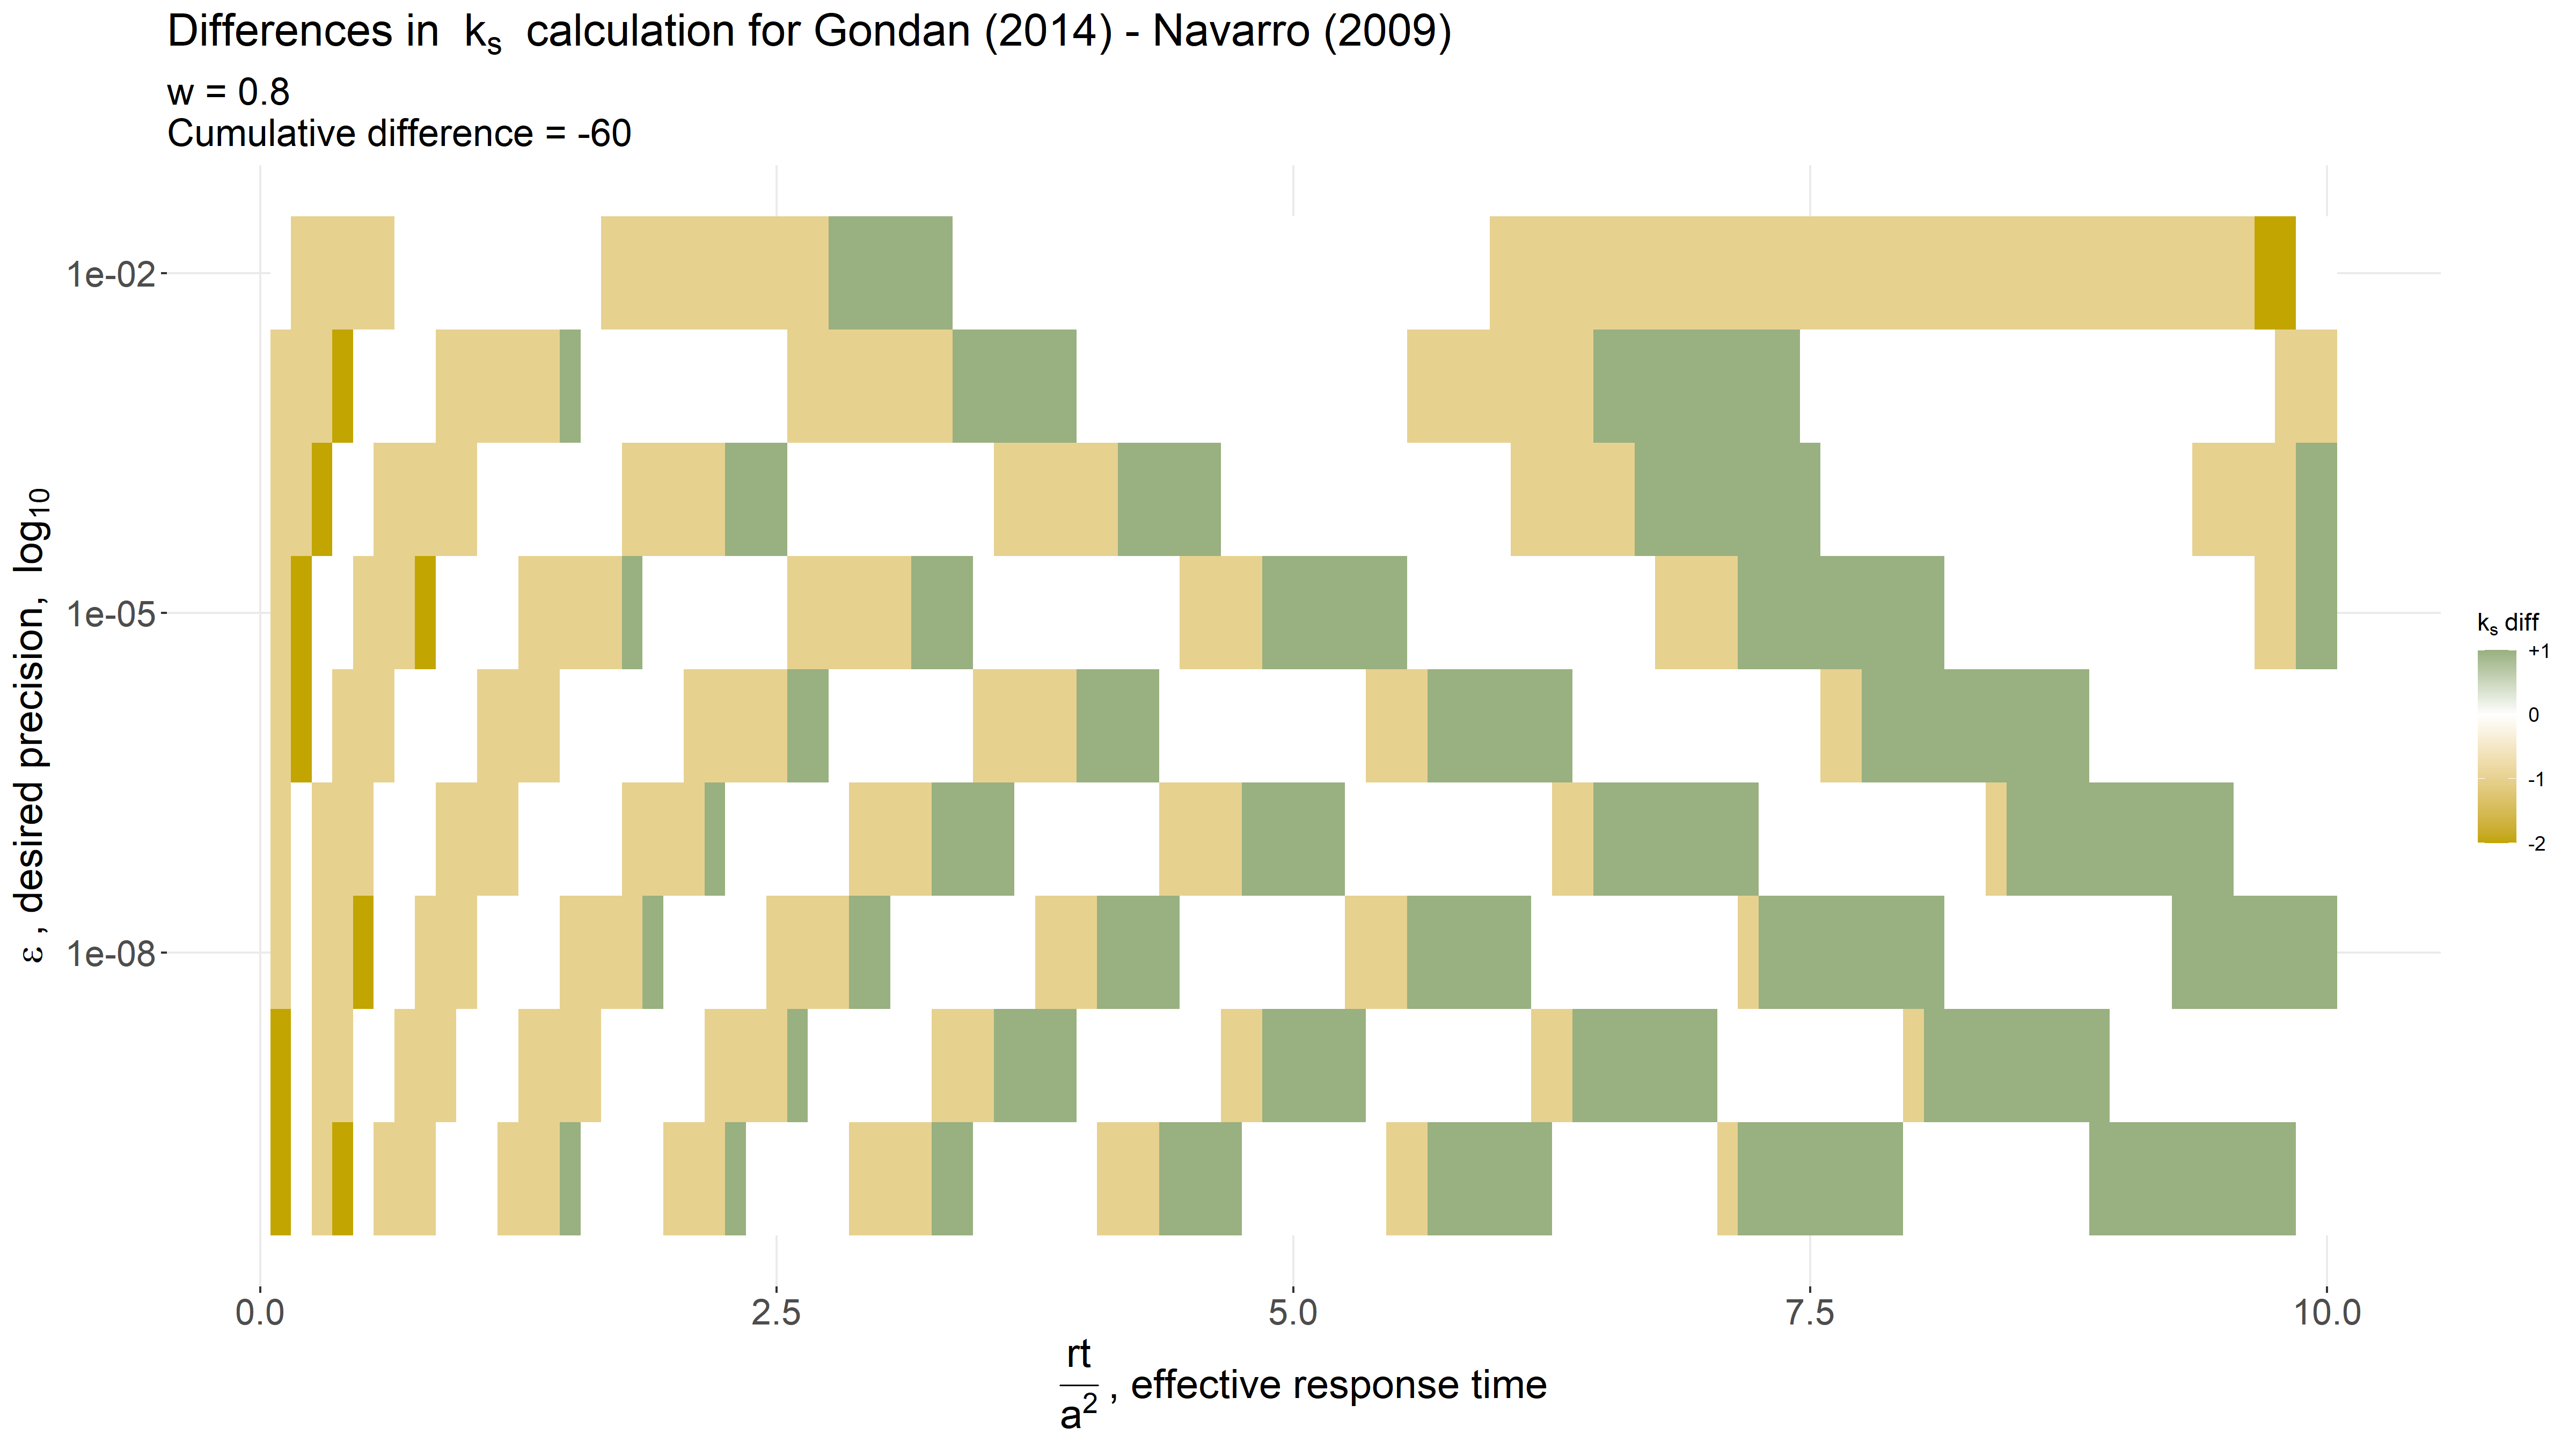 Differences in kₛ calculation for Gondan (2014) - Navarro (2009)
w = 0.8
Cumulative difference = -60
ε , desired precision, log₁₀
1e-02
1e-05
1e-08
0.0 2.5 5.0 7.5 10.0
rt
a² , effective response time
kₛ diff
+1
0
-1
-2